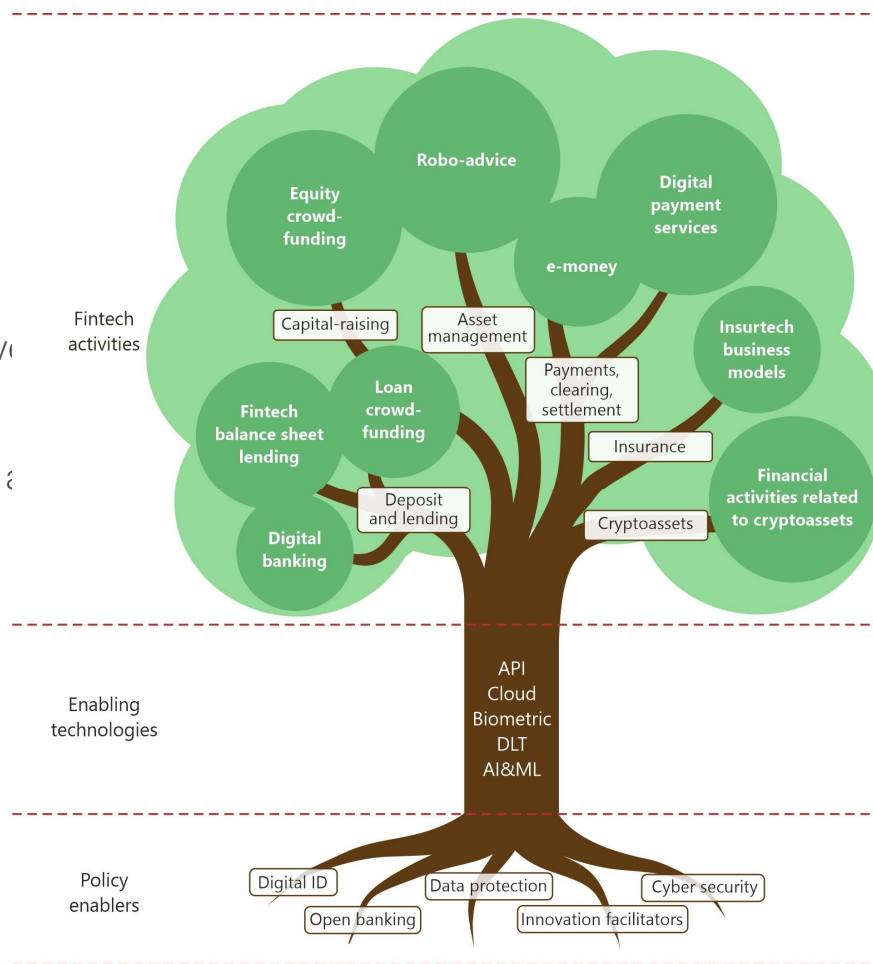 Robo-advice
Equity
crowd-
funding
Digital
payment
services
e-money
Fintech
activities
Capital-raising
Asset
management
Insurtech
business
models
Payments,
clearing,
settlement
Loan
crowd-
funding
Fintech
balance sheet
lending
Insurance
Deposit
and lending
Financial
activities related
to cryptoassets
Cryptoassets
Digital
banking
Enabling
technologies
API
Cloud
Biometric
DLT
AI&ML
Policy
enablers
Digital ID
Data protection
Cyber security
Open banking
Innovation facilitators